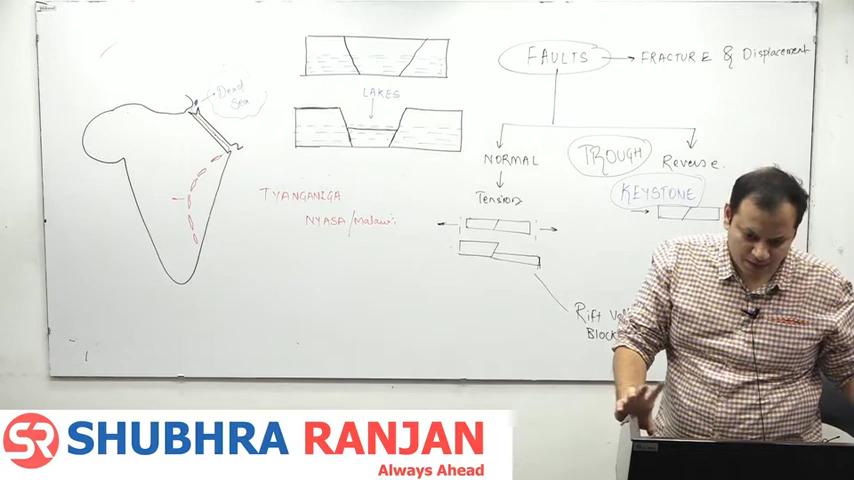 FAULTS → FRACTURE & Displacement
Dead
Sea
LAKES
NORMAL
TROUGH
Reverse.
Tension
KEYSTONE
TYANGANIGA
NYASA/Malawi
Rift
Block
SR SHUBHRA RANJAN
Always Ahead